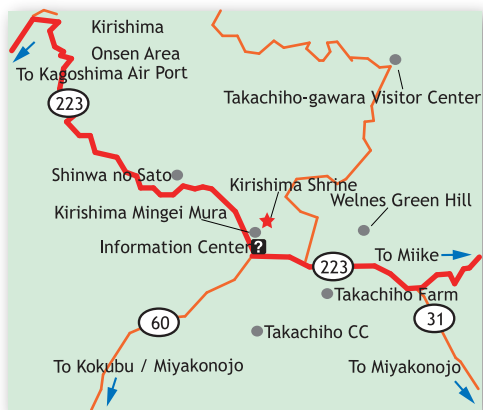 Kirishima
Onsen Area
To Kagoshima Air Port
Takachiho-gawara Visitor Center
223
Shinwa no Sato
Kirishima Shrine
Welnes Green Hill
Kirishima Mingei Mura
Information Center ?
To Miike
223
Takachiho Farm
60
31
Takachiho CC
To Kokubu / Miyakonojo
To Miyakonojo